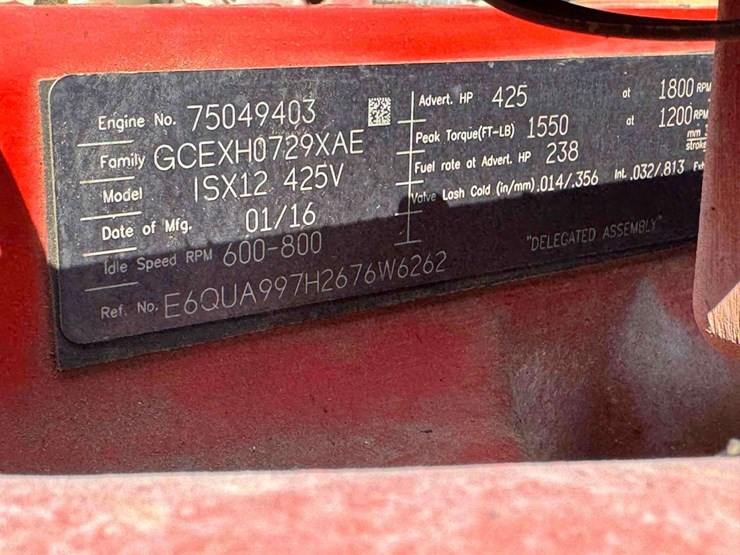 Engine No. 75049403
Family GCEXH0729XAE
Model ISX12 425V
Date of Mfg. 01/16
Idle Speed RPM 600-800
Ref. No. E6QUA997H2676W6262
Advert. HP 425 at 1800 RPM
Peak Torque(FT-LB) 1550 at 1200 RPM
Fuel rate at Advert. HP 238 mm
stroke
Valve Lash Cold (in/mm) .014/.356 Int. .032/.813
"DELEGATED ASSEMBLY"